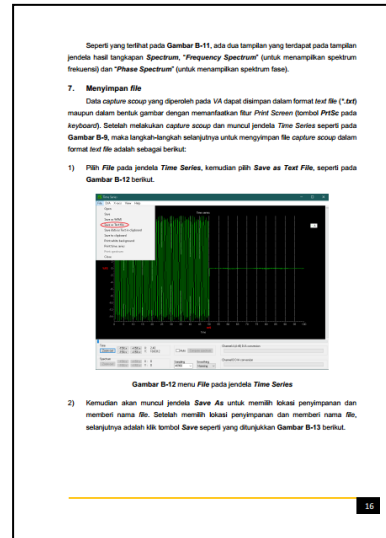 Seperti yang terlihat pada Gambar B-11, ada dua tampilan yang terdapat pada tampilan
jendela hasil tangkapan Spectrum, "Frequency Spectrum" (untuk menampilkan spektrum
frekuensi) dan "Phase Spectrum" (untuk menampilkan spektrum fase).
7. Menyimpan file
Data capture scoup yang diperoleh pada VA dapat disimpan dalam format text file (*.txt)
maupun dalam bentuk gambar dengan memanfaatkan fitur Print Screen (tombol PrtSc pada
keyboard). Setelah melakukan capture scoup dan muncul jendela Time Series seperti pada
Gambar B-9, maka langkah-langkah selanjutnya untuk menyimpan file capture scoup dalam
format text file adalah sebagai berikut:
1) Pilih File pada jendela Time Series, kemudian pilih Save as Text File, seperti pada
Gambar B-12 berikut.
Gambar B-12 menu File pada jendela Time Series
2) Kemudian akan muncul jendela Save As untuk memilih lokasi penyimpanan dan
memberi nama file. Setelah memilih lokasi penyimpanan dan memberi nama file,
selanjutnya adalah klik tombol Save seperti yang ditunjukkan Gambar B-13 berikut.
16